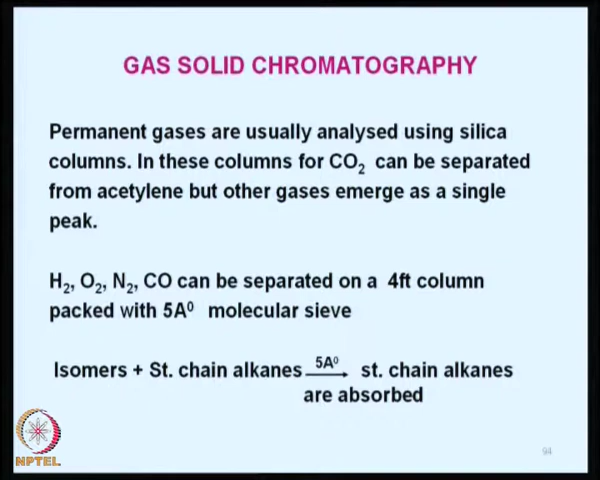 GAS SOLID CHROMATOGRAPHY
Permanent gases are usually analysed using silica
columns. In these columns for CO₂ can be separated
from acetylene but other gases emerge as a single
peak.
H₂, O₂, N₂, CO can be separated on a 4ft column
packed with 5A⁰ molecular sieve
Isomers + St. chain alkanes 5A⁰→ st. chain alkanes
are absorbed
NPTEL
94